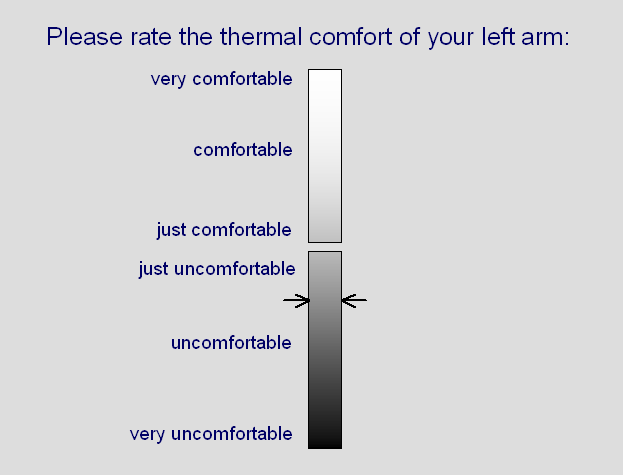 Please rate the thermal comfort of your left arm:
very comfortable
comfortable
just comfortable
just uncomfortable
uncomfortable
very uncomfortable